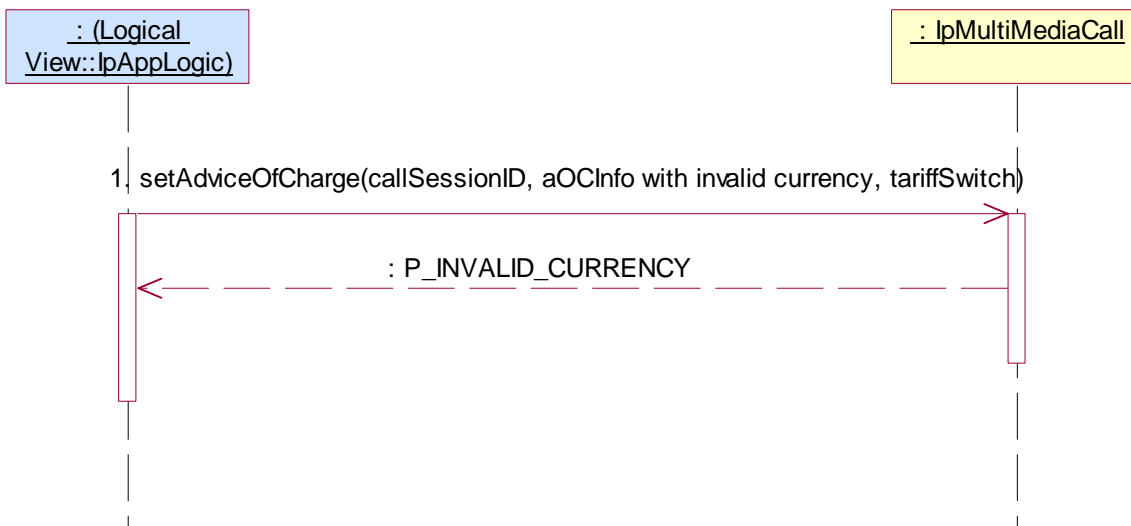 : (Logical
View::IpAppLogic)
: IpMultiMediaCall
1. setAdviceOfCharge(callSessionID, aOCInfo with invalid currency, tariffSwitch)
: P_INVALID_CURRENCY